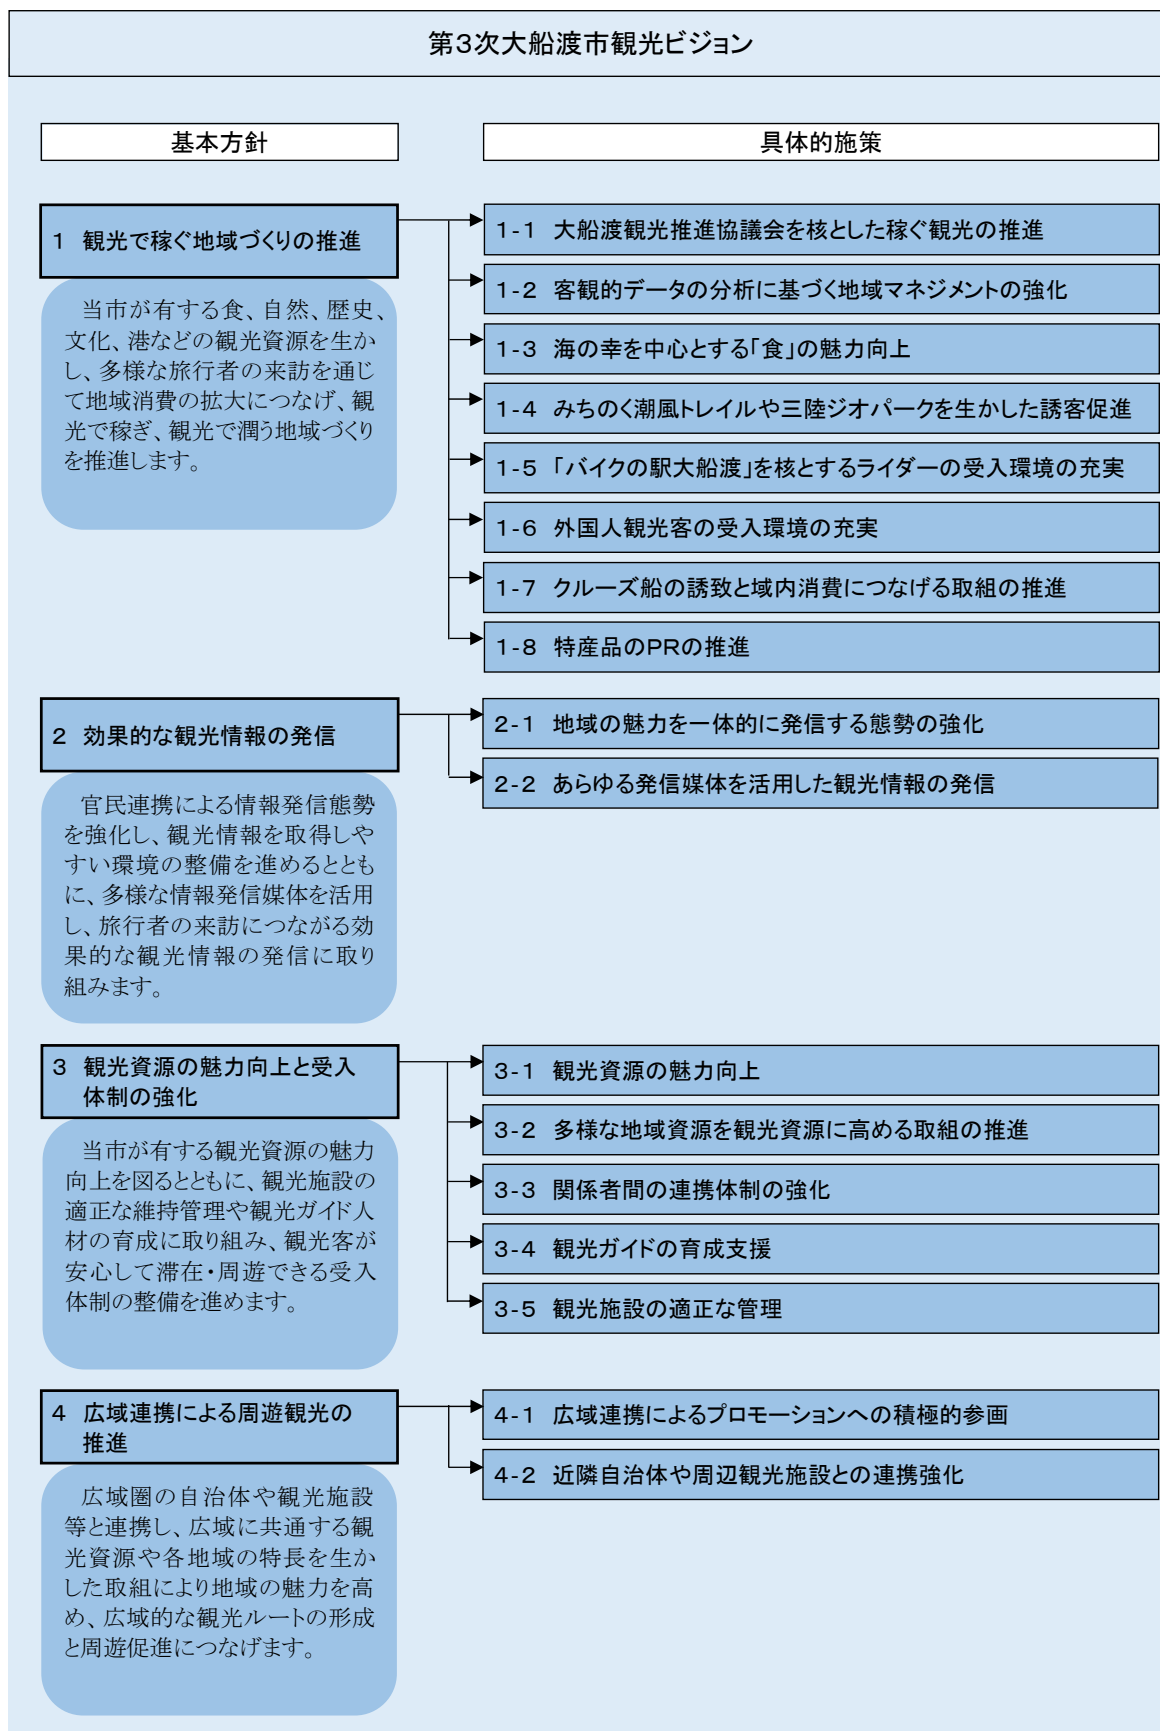 第3次大船渡市観光ビジョン
基本方針
具体的施策
1 観光で稼ぐ地域づくりの推進
当市が有する食、自然、歴史、
文化、港などの観光資源を生か
し、多様な旅行者の来訪を通じ
て地域消費の拡大につなげ、観
光で稼ぎ、観光で潤う地域づくり
を推進します。
1-1 大船渡観光推進協議会を核とした稼ぐ観光の推進
1-2 客観的データの分析に基づく地域マネジメントの強化
1-3 海の幸を中心とする「食」の魅力向上
1-4 みちのく潮風トレイルや三陸ジオパークを生かした誘客促進
1-5 「バイクの駅大船渡」を核とするライダーの受入環境の充実
1-6 外国人観光客の受入環境の充実
1-7 クルーズ船の誘致と域内消費につなげる取組の推進
1-8 特産品のPRの推進
2 効果的な観光情報の発信
官民連携による情報発信態勢
を強化し、観光情報を取得しや
すい環境の整備を進めるととも
に、多様な情報発信媒体を活用
し、旅行者の来訪につながる効
果的な観光情報の発信に取り
組みます。
2-1 地域の魅力を一体的に発信する態勢の強化
2-2 あらゆる発信媒体を活用した観光情報の発信
3 観光資源の魅力向上と受入
体制の強化
当市が有する観光資源の魅力
向上を図るとともに、観光施設の
適正な維持管理や観光ガイド人
材の育成に取り組み、観光客が
安心して滞在・周遊できる受入
体制の整備を進めます。
3-1 観光資源の魅力向上
3-2 多様な地域資源を観光資源に高める取組の推進
3-3 関係者間の連携体制の強化
3-4 観光ガイドの育成支援
3-5 観光施設の適正な管理
4 広域連携による周遊観光の
推進
広域圏の自治体や観光施設
等と連携し、広域に共通する観
光資源や各地域の特長を生か
した取組により地域の魅力を高
め、広域的な観光ルートの形成
と周遊促進につなげます。
4-1 広域連携によるプロモーションへの積極的参画
4-2 近隣自治体や周辺観光施設との連携強化